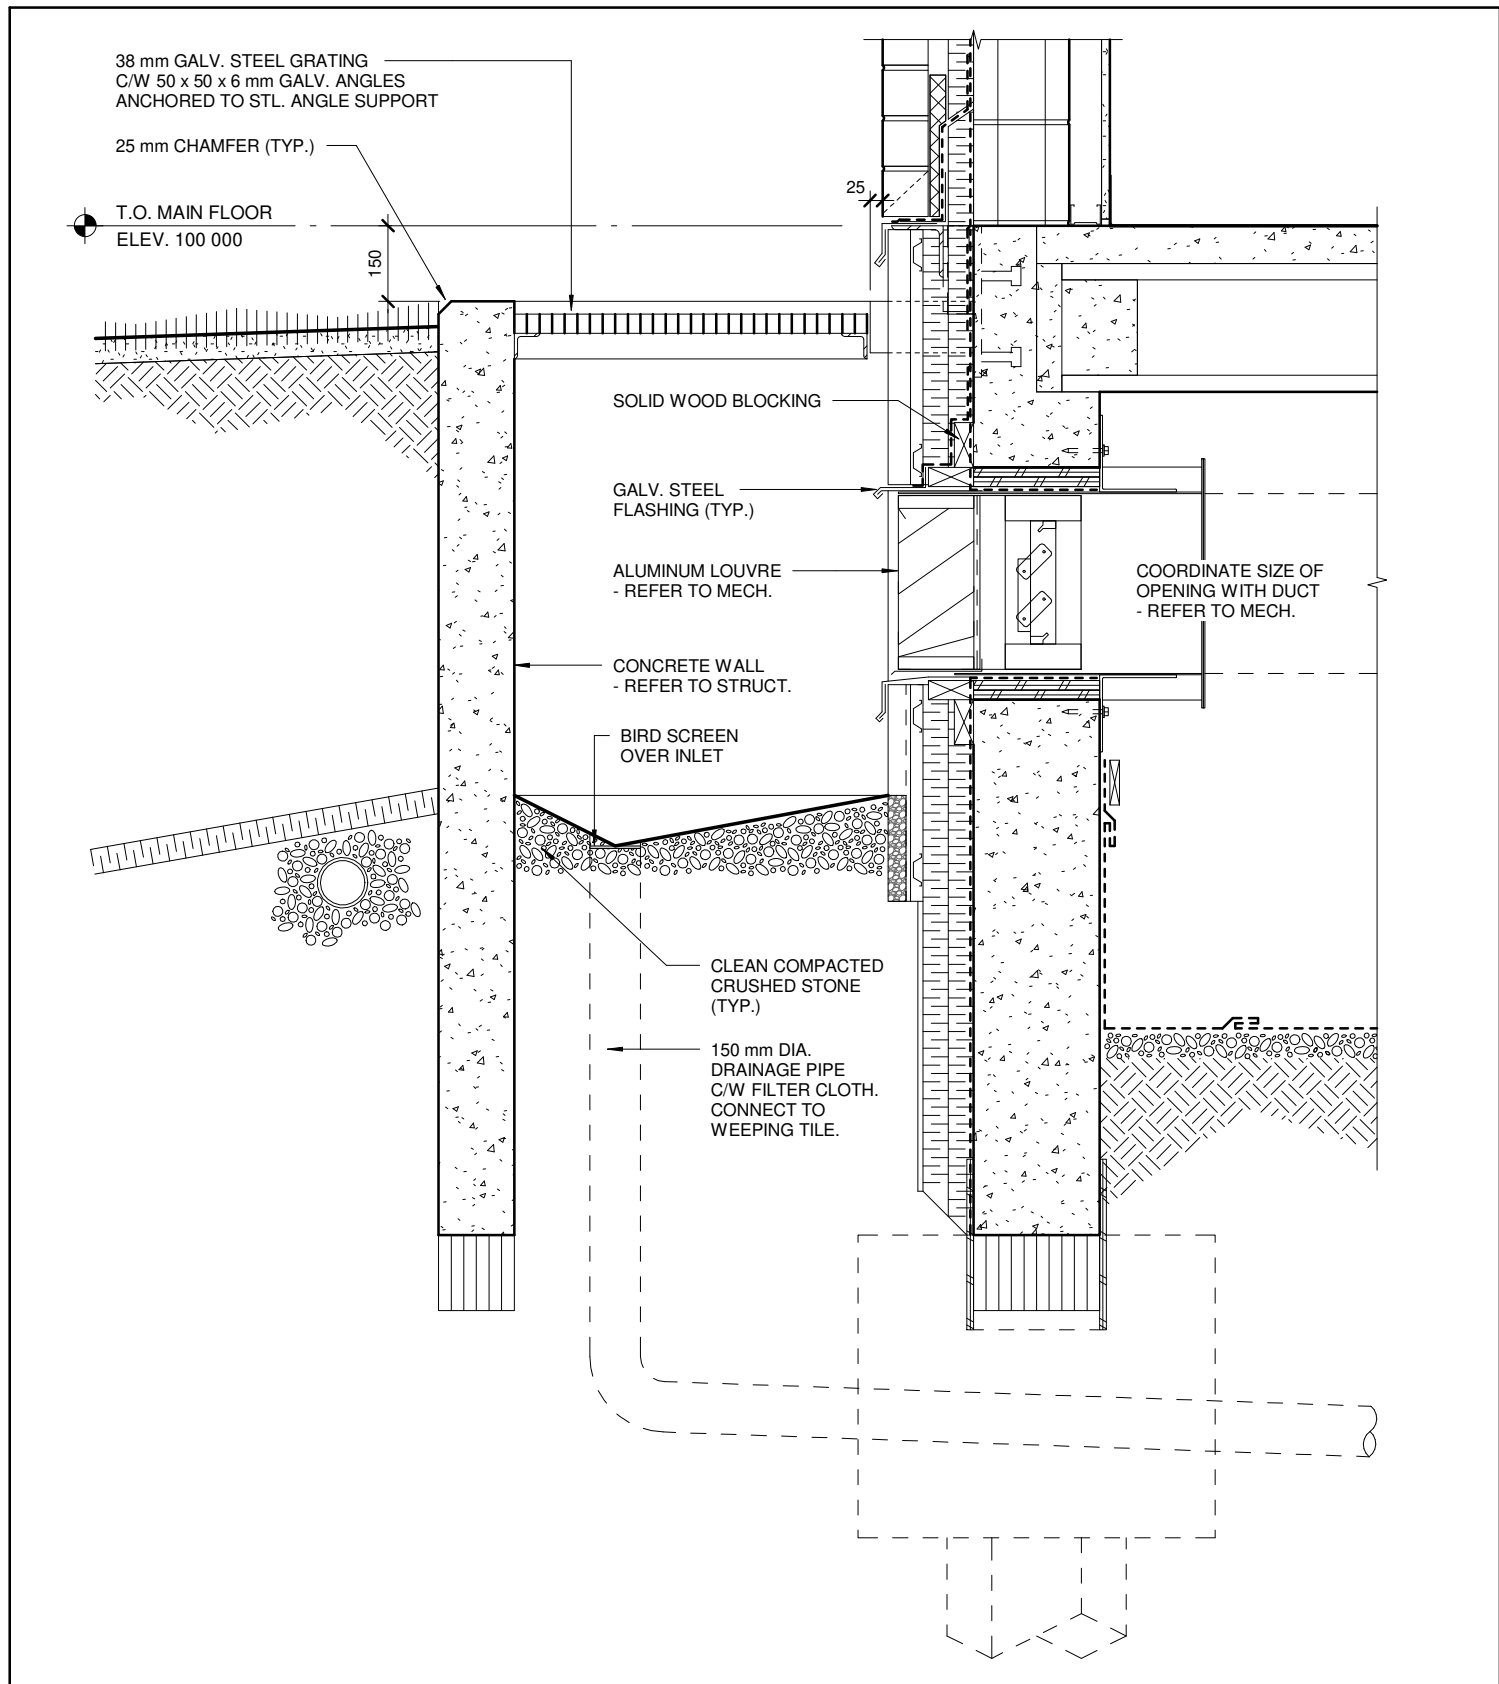 38 mm GALV. STEEL GRATING
C/W 50 x 50 x 6 mm GALV. ANGLES
ANCHORED TO STL. ANGLE SUPPORT
25 mm CHAMFER (TYP.)
25
T.O. MAIN FLOOR
ELEV. 100 000
150
SOLID WOOD BLOCKING
GALV. STEEL
FLASHING (TYP.)
ALUMINUM LOUVRE
- REFER TO MECH.
COORDINATE SIZE OF
OPENING WITH DUCT
- REFER TO MECH.
CONCRETE WALL
- REFER TO STRUCT.
BIRD SCREEN
OVER INLET
CLEAN COMPACTED
CRUSHED STONE
(TYP.)
150 mm DIA.
DRAINAGE PIPE
C/W FILTER CLOTH.
CONNECT TO
WEEPING TILE.